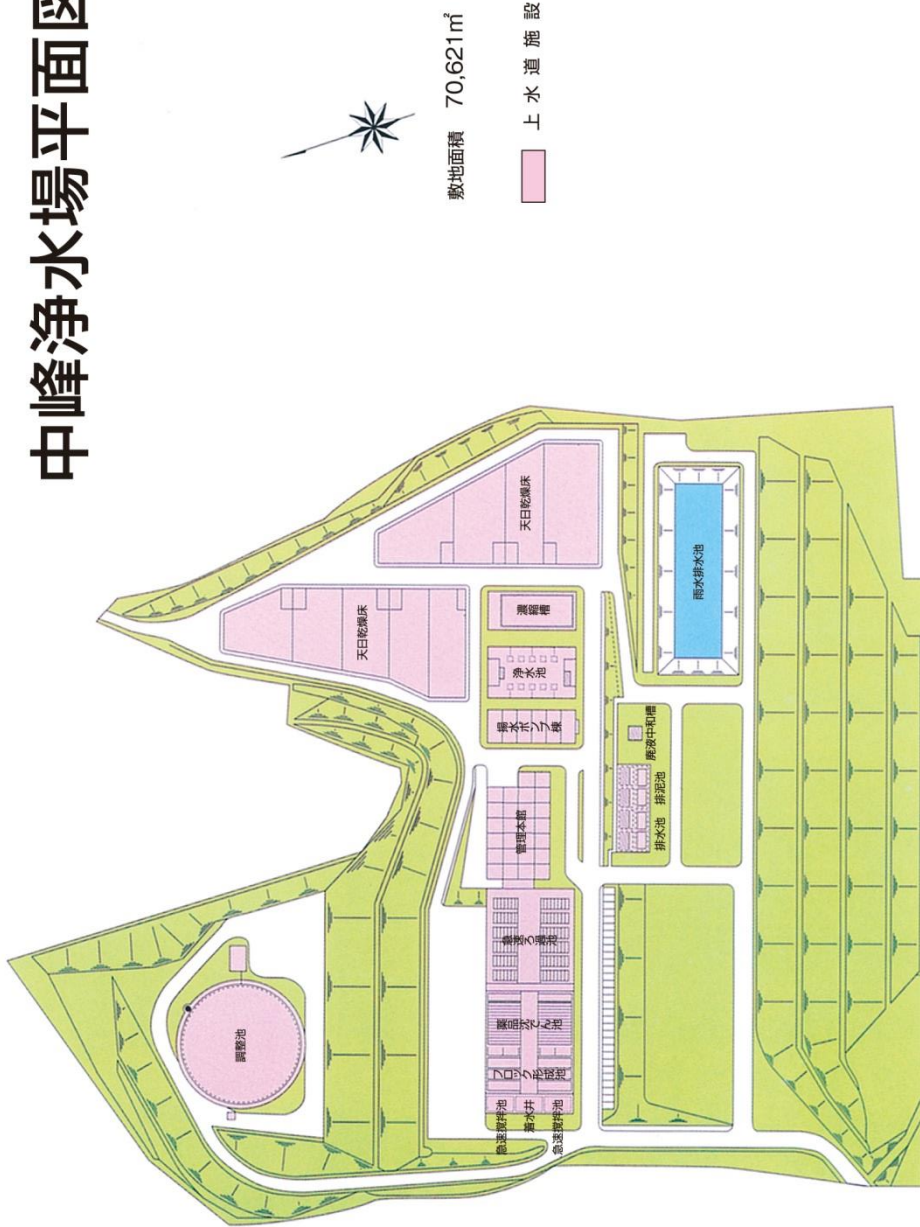 中峰浄水場平面図
敷地面積 70,621㎡
上水道施設
調整池
天日乾燥床
天日乾燥床
急速撹拌池
着水井
急速撹拌池
フロック形成池
薬品沈でん池
急速ろ過池
管理本館
揚水ポンプ棟
浄水池
濃縮槽
排水池
排泥池
廃液中和槽
雨水排水池